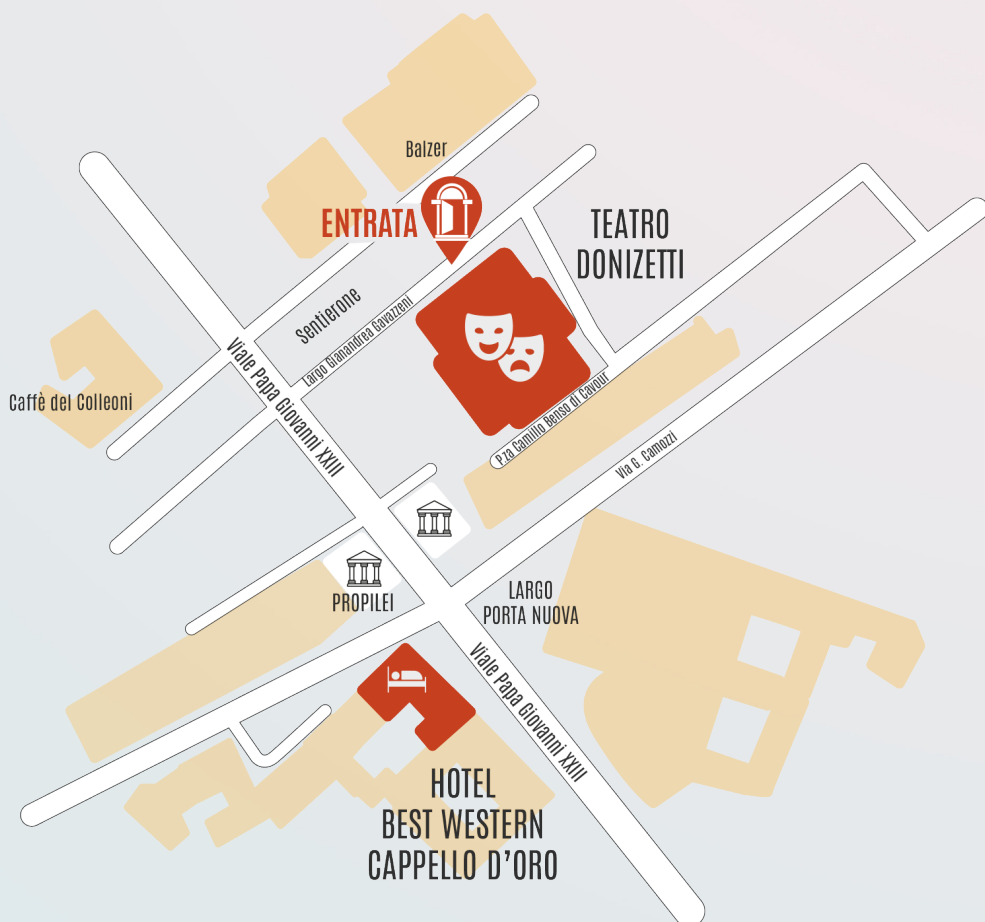 Balzer
ENTRATA
TEATRO
DONIZETTI
Sentierone
Largo Gianandrea Gavazzeni
Viale Papa Giovanni XXIII
Caffè del Colleoni
P.za Camillo Benso di Cavour
Via G. Camozzi
PROPILEI
LARGO
PORTA NUOVA
Viale Papa Giovanni XXIII
HOTEL
BEST WESTERN
CAPPELLO D'ORO